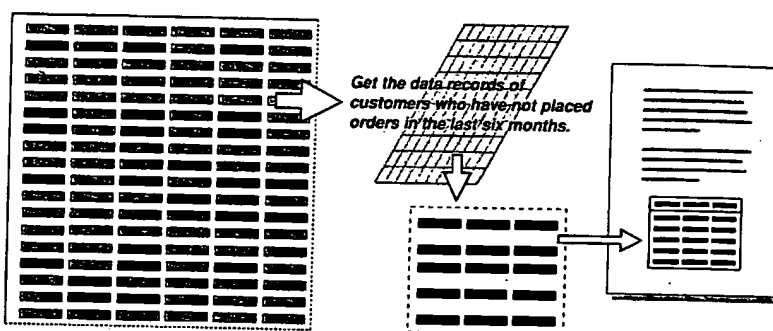 Get the data records of
customers who have not placed
orders in the last six months.